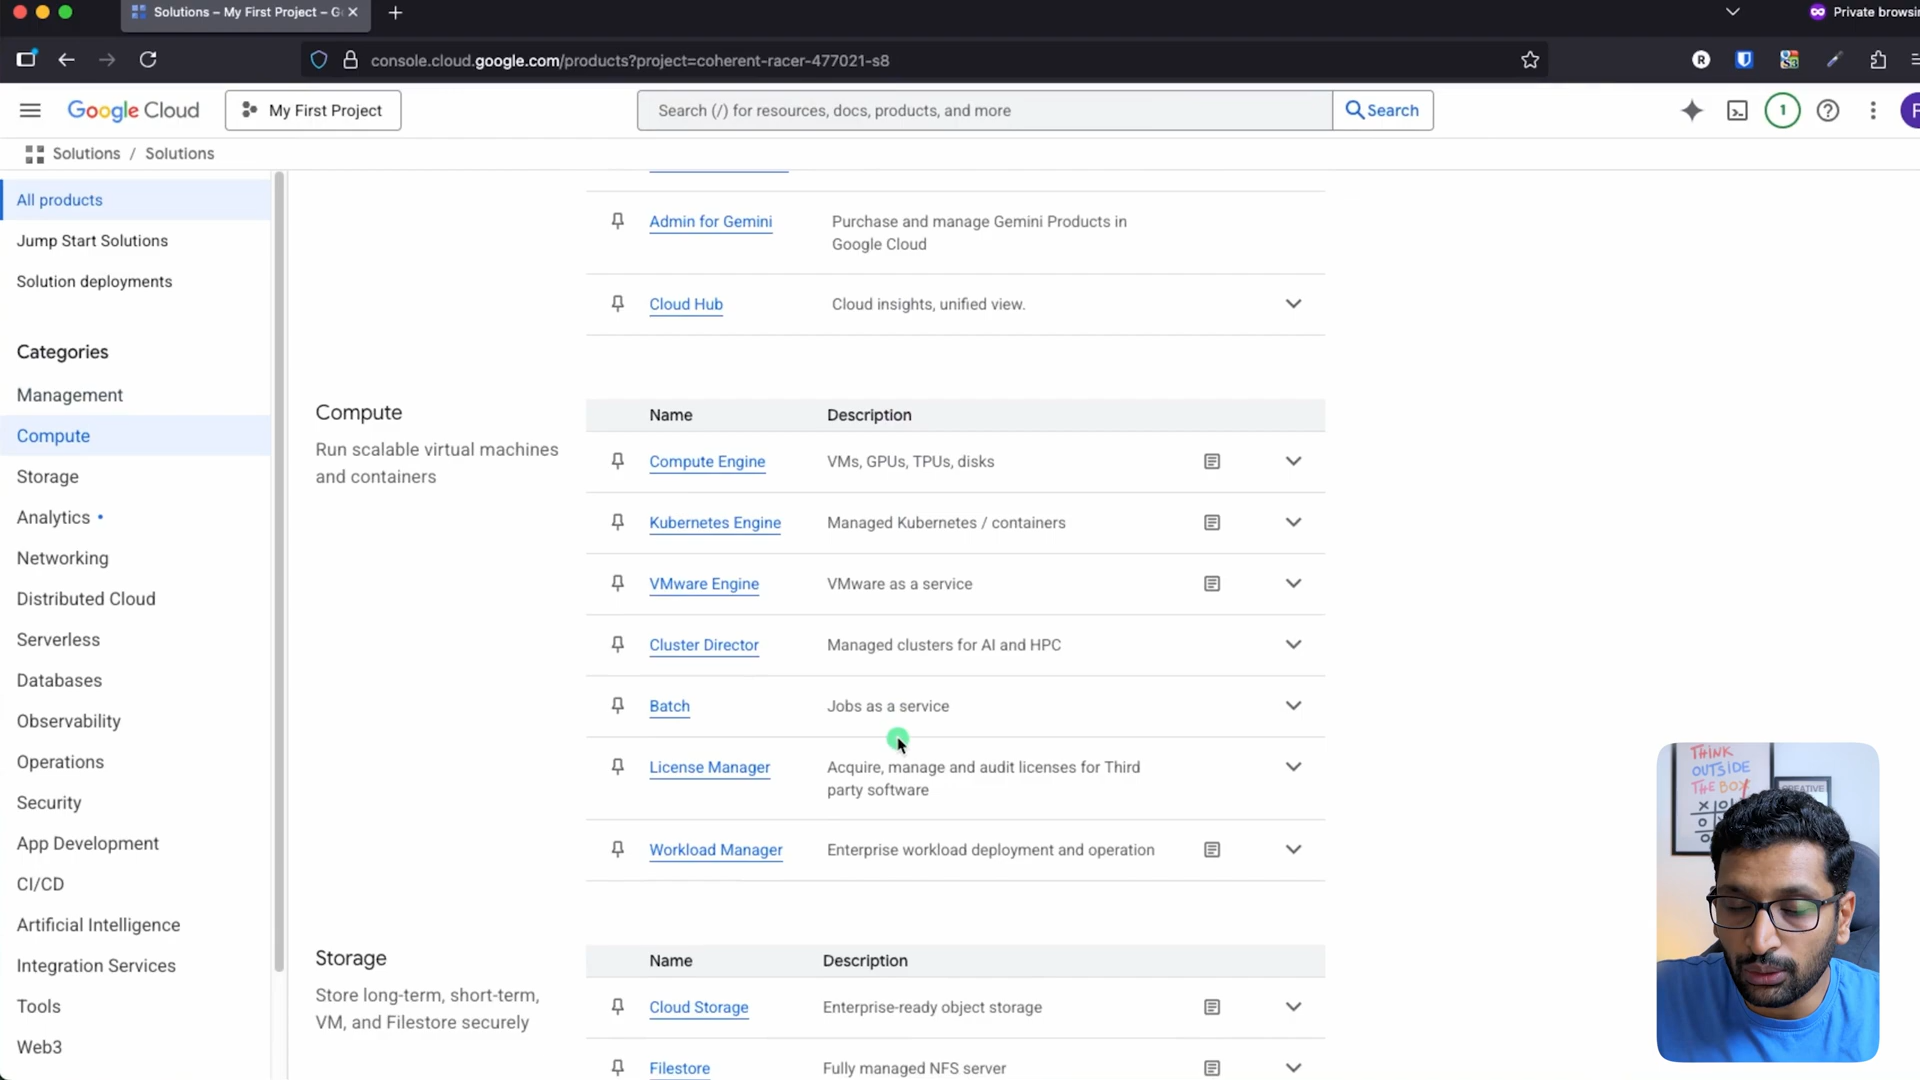 Solutions – My First Project – G
Private browsi
console.cloud.google.com/products?project=coherent-racer-477021-s8
R
Google Cloud
My First Project
Search (/) for resources, docs, products, and more
Search
1
Solutions / Solutions
All products
Jump Start Solutions
Solution deployments
Categories
Management
Compute
Storage
Analytics
Networking
Distributed Cloud
Serverless
Databases
Observability
Operations
Security
App Development
CI/CD
Artificial Intelligence
Integration Services
Tools
Web3
Admin for Gemini
Purchase and manage Gemini Products in
Google Cloud
Cloud Hub
Cloud insights, unified view.
Compute
Run scalable virtual machines
and containers
Name Description
Compute Engine VMs, GPUs, TPUs, disks
Kubernetes Engine Managed Kubernetes / containers
VMware Engine VMware as a service
Cluster Director Managed clusters for AI and HPC
Batch Jobs as a service
License Manager Acquire, manage and audit licenses for Third
party software
Workload Manager Enterprise workload deployment and operation
Storage
Store long-term, short-term,
VM, and Filestore securely
Name Description
Cloud Storage Enterprise-ready object storage
Filestore Fully managed NFS server
THINK
OUTSIDE
THE BOX